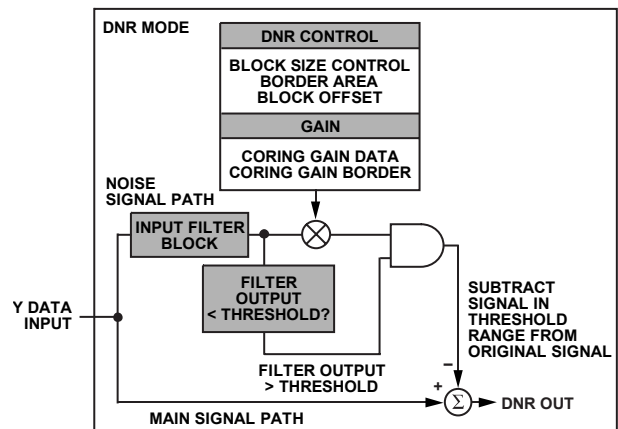 DNR MODE
DNR CONTROL
BLOCK SIZE CONTROL
BORDER AREA
BLOCK OFFSET
GAIN
CORING GAIN DATA
CORING GAIN BORDER
NOISE
SIGNAL PATH
INPUT FILTER
BLOCK
Y DATA
INPUT
FILTER
OUTPUT
< THRESHOLD?
FILTER OUTPUT
> THRESHOLD
SUBTRACT
SIGNAL IN
THRESHOLD
RANGE FROM
ORIGINAL SIGNAL
–
+
Σ
DNR OUT
MAIN SIGNAL PATH